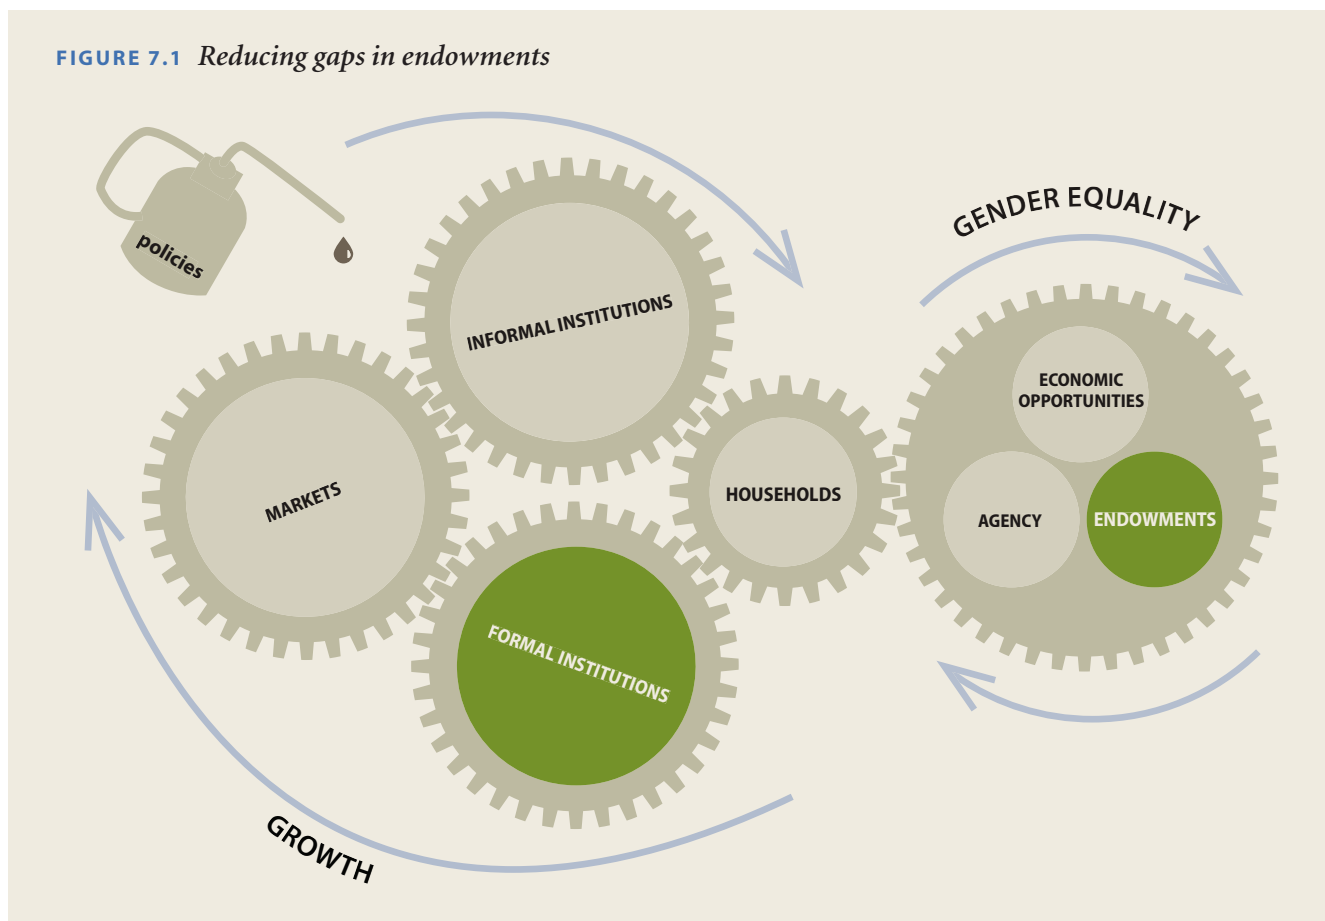 FIGURE 7.1 Reducing gaps in endowments
policies
GENDER EQUALITY
INFORMAL INSTITUTIONS
ECONOMIC
OPPORTUNITIES
MARKETS
HOUSEHOLDS
AGENCY
ENDOWMENTS
FORMAL INSTITUTIONS
GROWTH